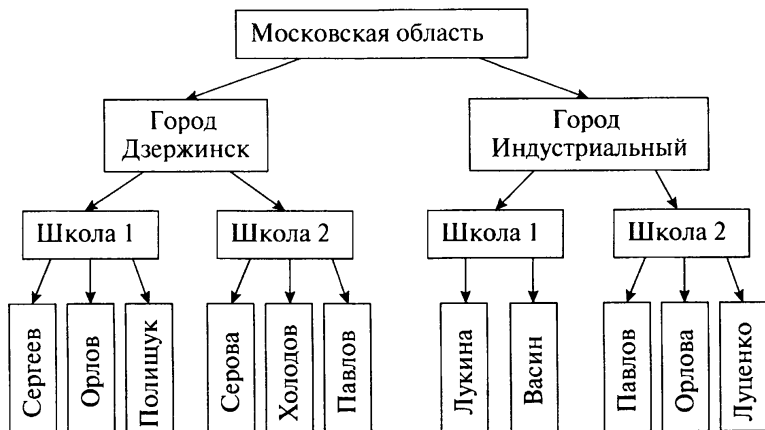 Московская область
Город
Дзержинск
Город
Индустриальный
Школа 1
Школа 2
Школа 1
Школа 2
Сергеев
Орлов
Полищук
Серова
Холодов
Павлов
Лукина
Васин
Павлов
Орлова
Луценко